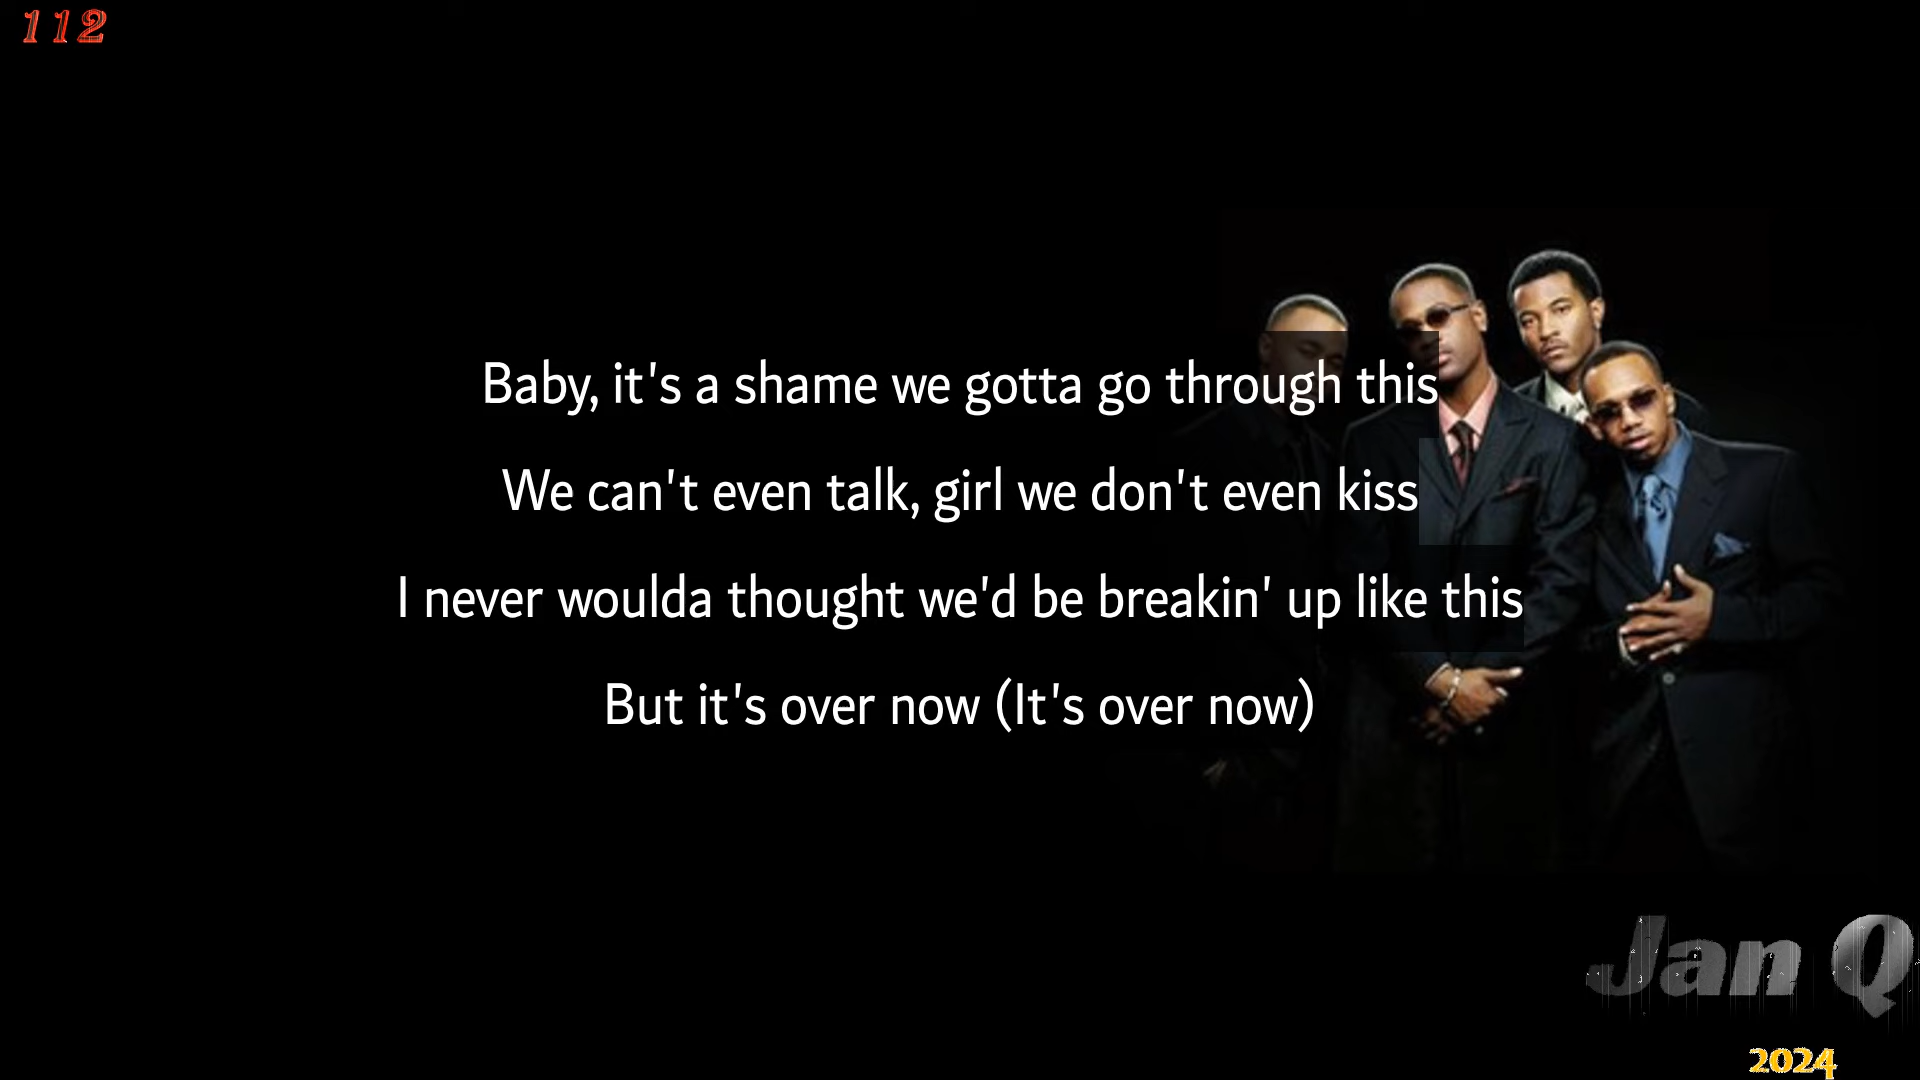 112
Baby, it's a shame we gotta go through this
We can't even talk, girl we don't even kiss
I never woulda thought we'd be breakin' up like this
But it's over now (It's over now)
Jan Q
2024